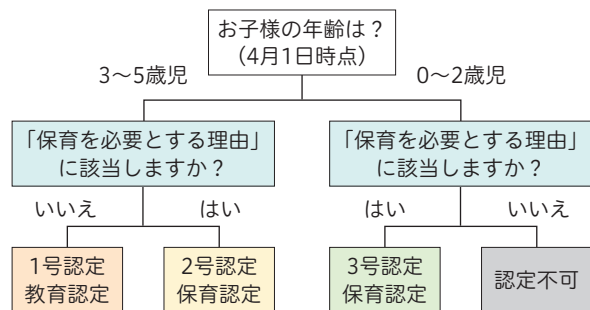 お子様の年齢は？
（4月1日時点）
3～5歳児
0～2歳児
「保育を必要とする理由」
に該当しますか？
「保育を必要とする理由」
に該当しますか？
いいえ
はい
はい
いいえ
1号認定
教育認定
2号認定
保育認定
3号認定
保育認定
認定不可